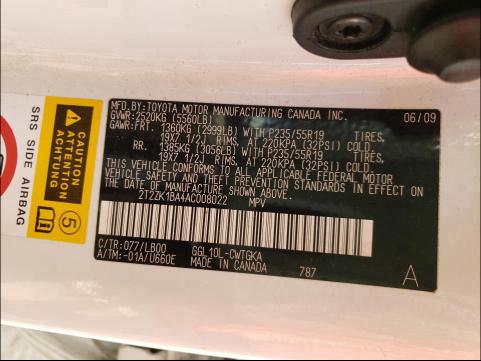 MFD.BY:TOYOTA MOTOR MANUFACTURING CANADA INC.
GVWR:2520KG (5560LB) 06/09
GAWR:FRT. 1360KG (2999LB) WITH P235/55R19 TIRES,
19X7 1/2J RIMS, AT 220KPA (32PSI) COLD.
RR. 1385KG (3056LB) WITH P235/55R19 TIRES,
19X7 1/2J RIMS, AT 220KPA (32PSI) COLD.
THIS VEHICLE CONFORMS TO ALL APPLICABLE FEDERAL MOTOR
VEHICLE SAFETY AND THEFT PREVENTION STANDARDS IN EFFECT ON
THE DATE OF MANUFACTURE SHOWN ABOVE.
2T2ZK1BA4AC008022 MPV
C/TR:077/LB00 GGL10L-CWTGKA
A/TM:-01A/U660E MADE IN CANADA 787 A
SRS SIDE AIRBAG
CAUTION
ATTENTION
ACHTUNG
5